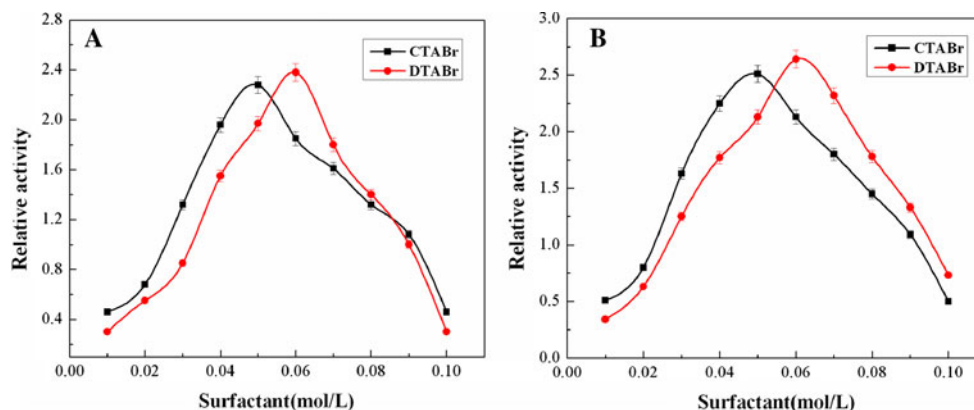 A
CTABr
DTABr
2.8
2.4
2.0
1.6
1.2
0.8
0.4
Relative activity
0.00 0.02 0.04 0.06 0.08 0.10
Surfactant(mol/L)
B
CTABr
DTABr
3.0
2.5
2.0
1.5
1.0
0.5
0.0
Relative activity
0.00 0.02 0.04 0.06 0.08 0.10
Surfactant(mol/L)